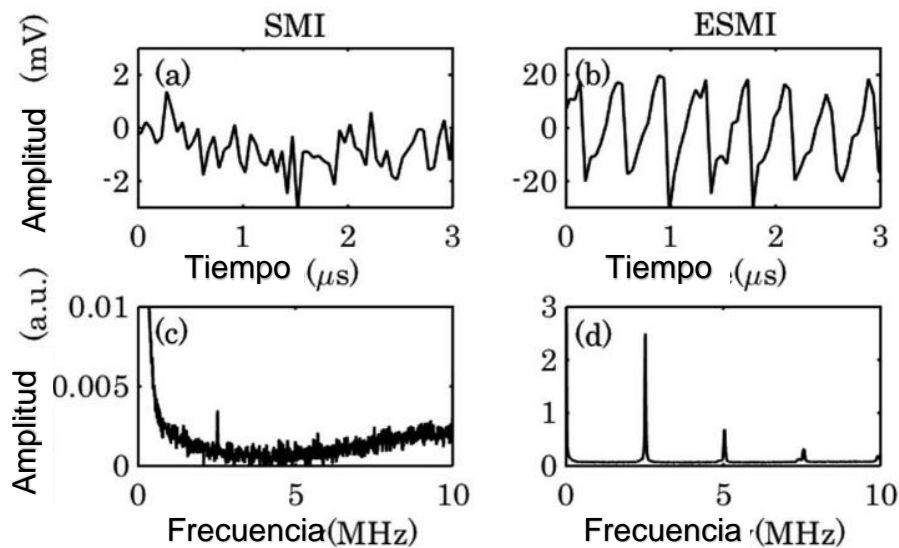 SMI
ESMI
Amplitud (mV)
(a)
2
0
-2
0 1 2 3
Tiempo (μs)
(b)
20
0
-20
0 1 2 3
Tiempo (μs)
Amplitud (a.u.)
(c)
0.01
0.005
0
0 5 10
Frecuencia (MHz)
(d)
3
2
1
0
0 5 10
Frecuencia (MHz)